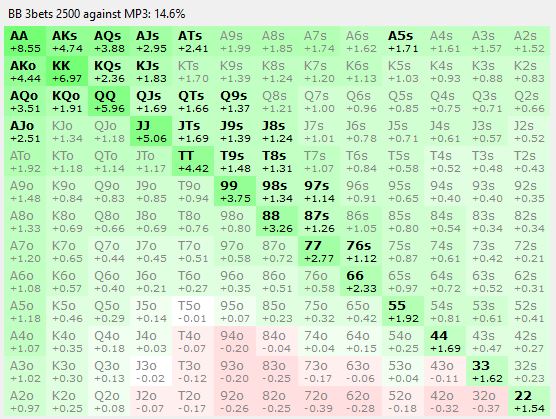 BB 3bets 2500 against MP3: 14.6%
AA AKs AQs AJs ATs A9s A8s A7s A6s A5s A4s A3s A2s
+8.55 +4.74 +3.88 +2.95 +2.41 +1.99 +1.85 +1.74 +1.62 +1.71 +1.61 +1.57 +1.52
AKo KK KQs KJs KTs K9s K8s K7s K6s K5s K4s K3s K2s
+4.44 +6.97 +2.36 +1.83 +1.70 +1.39 +1.24 +1.20 +1.13 +1.03 +0.93 +0.88 +0.83
AQo KQo QQ QJs QTs Q9s Q8s Q7s Q6s Q5s Q4s Q3s Q2s
+3.51 +1.91 +5.96 +1.69 +1.66 +1.37 +1.21 +1.00 +0.96 +0.85 +0.75 +0.71 +0.66
AJo KJo QJo JJ JTs J9s J8s J7s J6s J5s J4s J3s J2s
+2.51 +1.34 +1.18 +5.06 +1.69 +1.39 +1.24 +1.01 +0.78 +0.71 +0.61 +0.57 +0.52
ATo KTo QTo JTo TT T9s T8s T7s T6s T5s T4s T3s T2s
+1.92 +1.18 +1.14 +1.17 +4.42 +1.48 +1.31 +1.07 +0.84 +0.58 +0.52 +0.48 +0.43
A9o K9o Q9o J9o T9o 99 98s 97s 96s 95s 94s 93s 92s
+1.48 +0.84 +0.83 +0.85 +0.94 +3.75 +1.34 +1.14 +0.91 +0.65 +0.40 +0.40 +0.35
A8o K8o Q8o J8o T8o 98o 88 87s 86s 85s 84s 83s 82s
+1.33 +0.69 +0.66 +0.69 +0.76 +0.80 +3.26 +1.26 +1.05 +0.80 +0.54 +0.34 +0.34
A7o K7o Q7o J7o T7o 97o 87o 77 76s 75s 74s 73s 72s
+1.20 +0.65 +0.44 +0.45 +0.51 +0.58 +0.72 +2.77 +1.12 +0.87 +0.61 +0.42 +0.21
A6o K6o Q6o J6o T6o 96o 86o 76o 66 65s 64s 63s 62s
+1.08 +0.57 +0.40 +0.21 +0.27 +0.35 +0.51 +0.58 +2.33 +0.97 +0.72 +0.52 +0.31
A5o K5o Q5o J5o T5o 95o 85o 75o 65o 55 54s 53s 52s
+1.18 +0.46 +0.29 +0.14 -0.01 +0.07 +0.23 +0.32 +0.42 +1.92 +0.81 +0.61 +0.41
A4o K4o Q4o J4o T4o 94o 84o 74o 64o 54o 44 43s 42s
+1.07 +0.35 +0.19 +0.03 -0.07 -0.20 -0.04 +0.04 +0.14 +0.25 +1.69 +0.47 +0.27
A3o K3o Q3o J3o T3o 93o 83o 73o 63o 53o 43o 33 32s
+1.02 +0.30 +0.13 -0.02 -0.12 -0.20 -0.25 -0.17 -0.06 +0.04 -0.11 +1.62 +0.23
A2o K2o Q2o J2o T2o 92o 82o 72o 62o 52o 42o 32o 22
+0.97 +0.25 +0.08 -0.07 -0.17 -0.26 -0.26 -0.39 -0.28 -0.18 -0.32 -0.37 +1.54